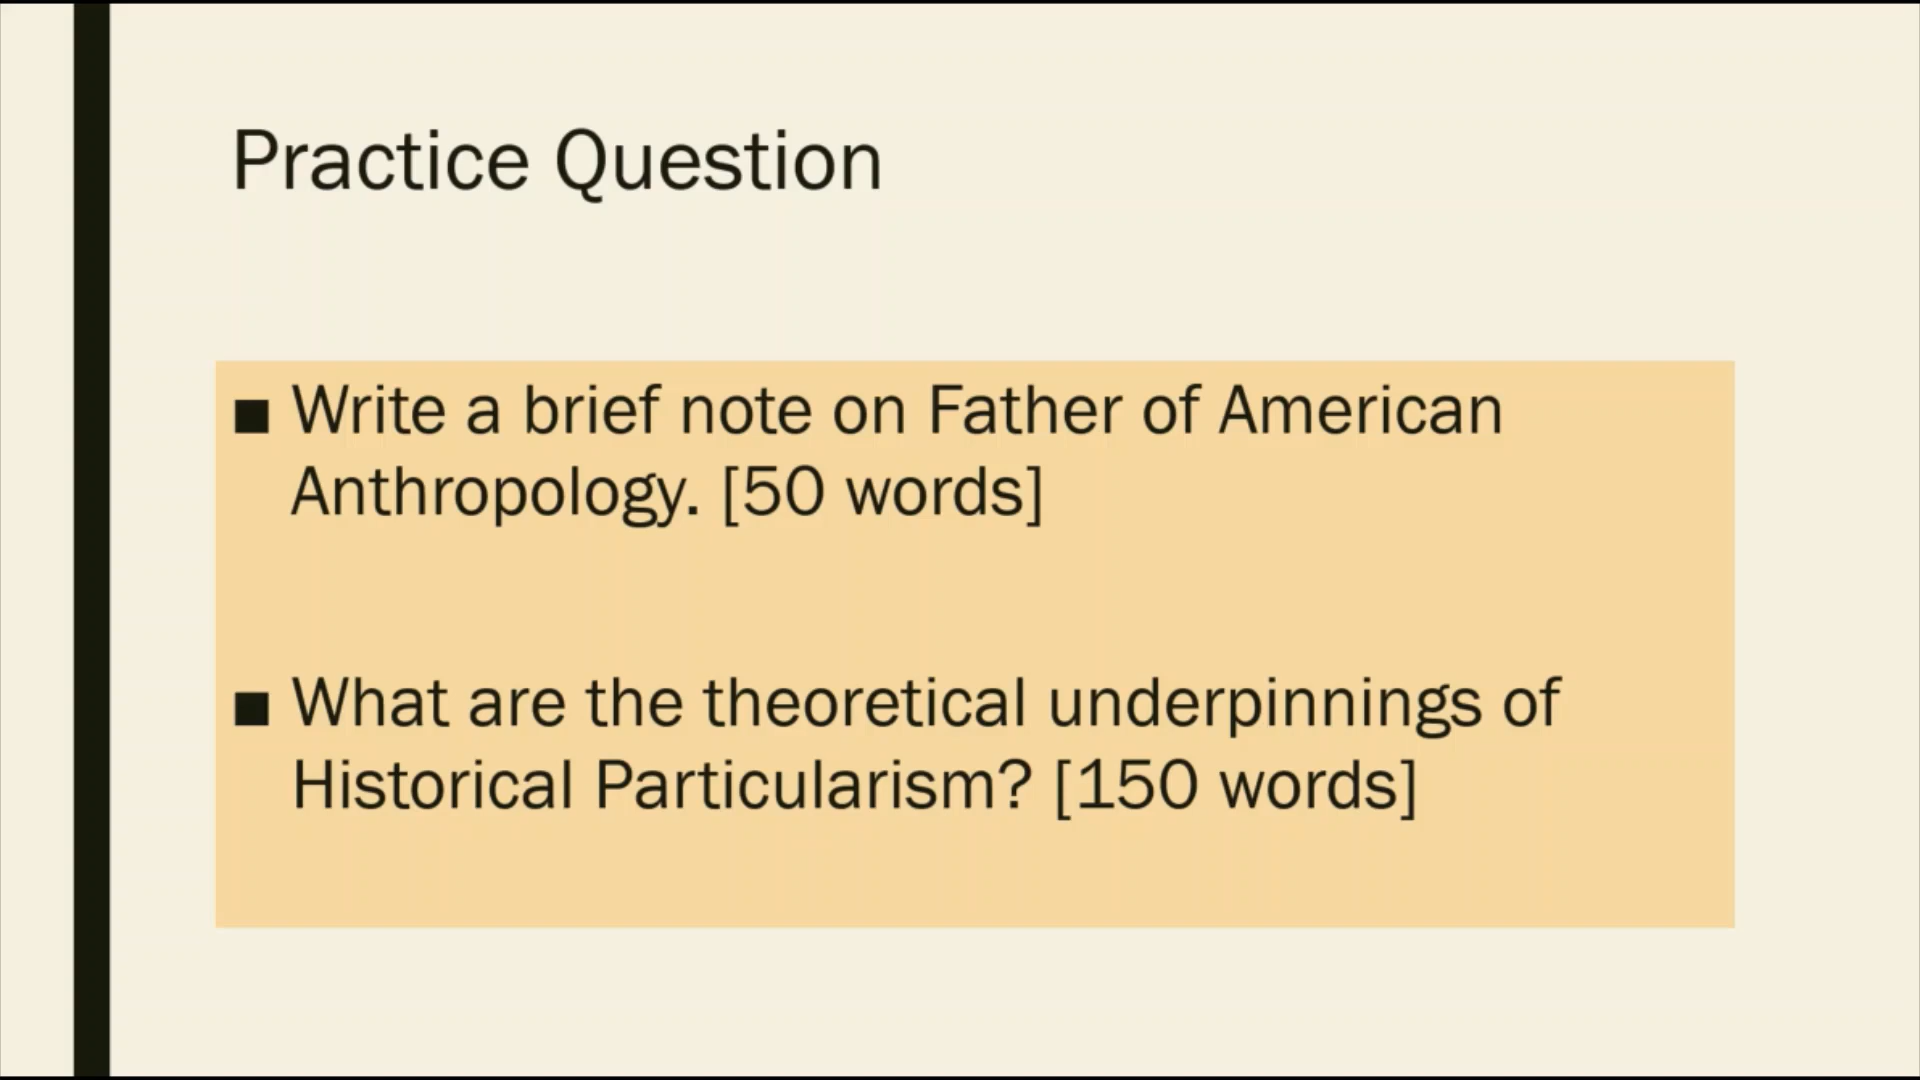 Practice Question
■ Write a brief note on Father of American
Anthropology. [50 words]
■ What are the theoretical underpinnings of
Historical Particularism? [150 words]